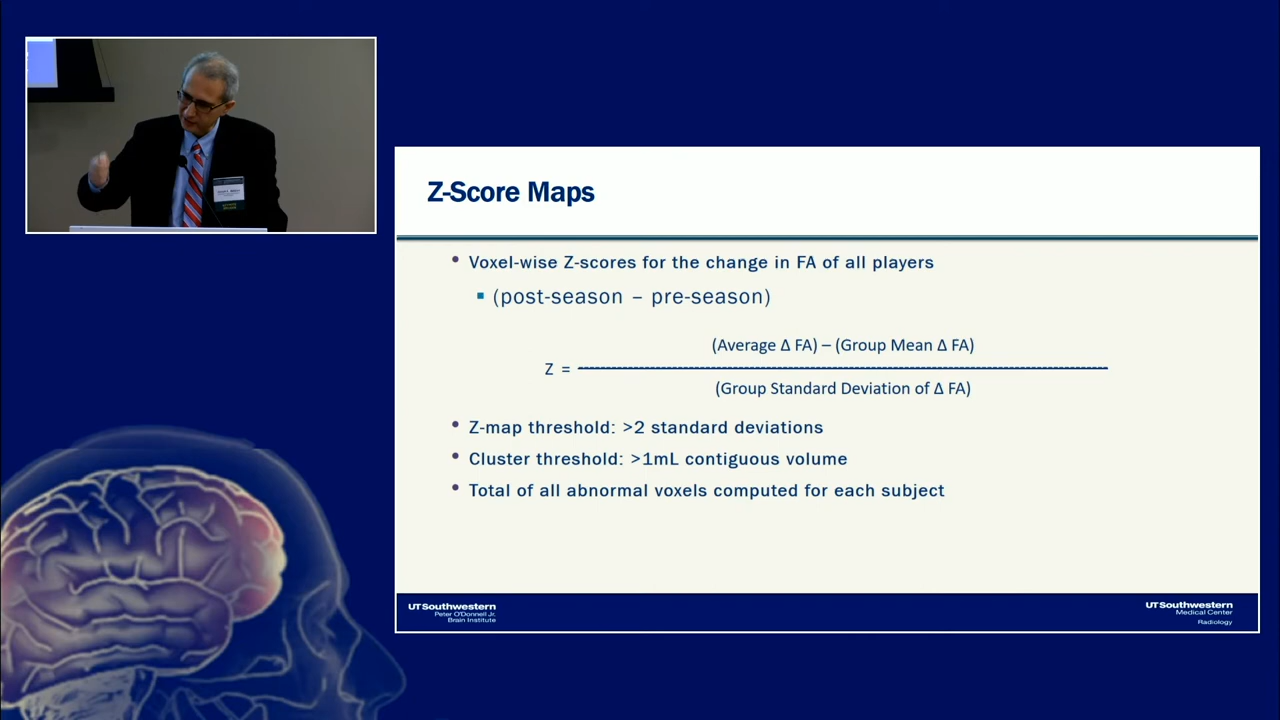 Z-Score Maps
• Voxel-wise Z-scores for the change in FA of all players
▪ (post-season – pre-season)
(Average Δ FA) – (Group Mean Δ FA)
Z =
(Group Standard Deviation of Δ FA)
• Z-map threshold: >2 standard deviations
• Cluster threshold: >1mL contiguous volume
• Total of all abnormal voxels computed for each subject
UTSouthwestern
Peter O'Donnell Jr.
Brain Institute
UTSouthwestern
Medical Center
Radiology